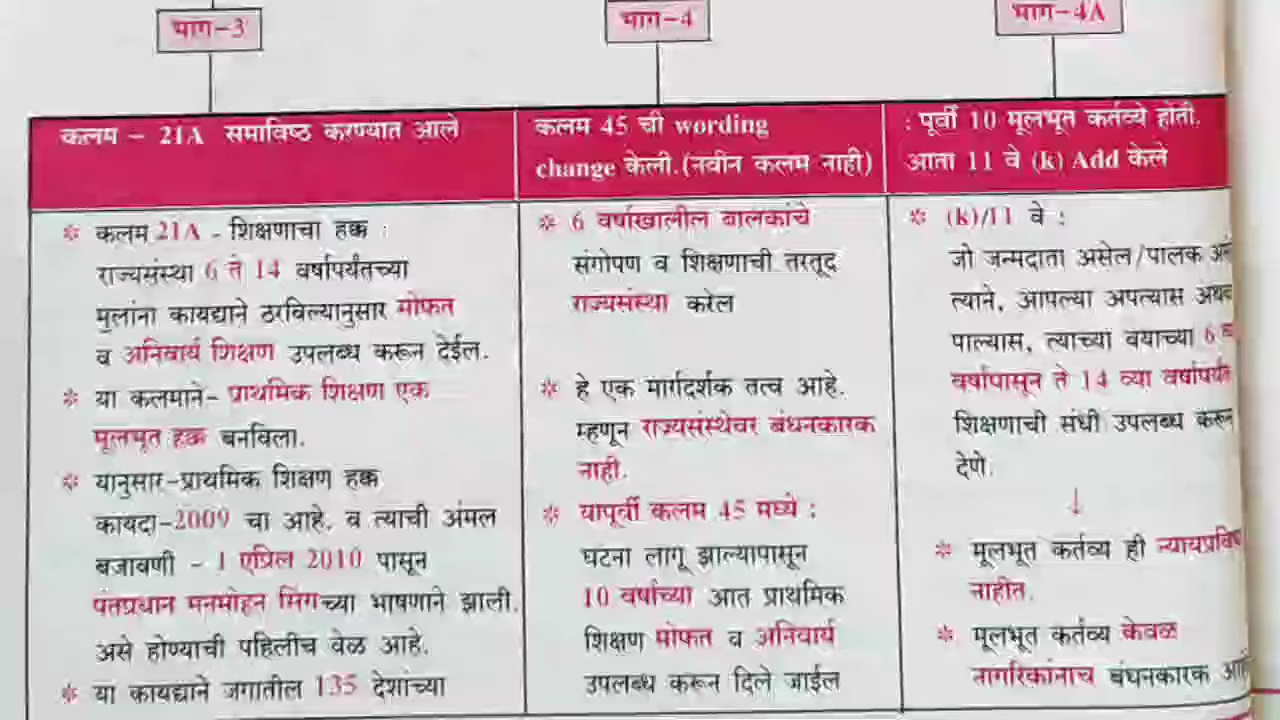 भाग-3
भाग-4
भाग-4A
कलम – 21A समाविष्ठ करण्यात आले
कलम 45 ची wording
change केली.(नवीन कलम नाही)
: पूर्वी 10 मूलभूत कर्तव्ये होती.
आता 11 वे (k) Add केले
* कलम 21A - शिक्षणाचा हक्क :
राज्यसंस्था 6 ते 14 वर्षापर्यंतच्या
मुलांना कायद्याने ठरविल्यानुसार मोफत
व अनिवार्य शिक्षण उपलब्ध करून देईल.
* या कलमाने- प्राथमिक शिक्षण एक
मूलभूत हक्क बनविला.
* यानुसार-प्राथमिक शिक्षण हक्क
कायदा-2009 चा आहे. व त्याची अंमल
बजावणी - 1 एप्रिल 2010 पासून
पंतप्रधान मनमोहन सिंगच्या भाषणाने झाली.
असे होण्याची पहिलीच वेळ आहे.
* या कायद्याने जगातील 135 देशांच्या
* 6 वर्षाखालील बालकांचे
संगोपण व शिक्षणाची तरतूद
राज्यसंस्था करेल
* हे एक मार्गदर्शक तत्व आहे.
म्हणून राज्यसंस्थेवर बंधनकारक
नाही.
* यापूर्वी कलम 45 मध्ये :
घटना लागू झाल्यापासून
10 वर्षाच्या आत प्राथमिक
शिक्षण मोफत व अनिवार्य
उपलब्ध करून दिले जाईल
* (k)/11 वे :
जो जन्मदाता असेल/पालक
त्याने, आपल्या अपत्यास
पाल्यास, त्याच्या वयाच्या 6
वर्षापासून ते 14 व्या वर्षापर्यंत
शिक्षणाची संधी उपलब्ध करून
देणे.
↓
* मूलभूत कर्तव्य ही
नाहीत.
* मूलभूत कर्तव्य केवळ
नागरिकांनाच बंधनकारक